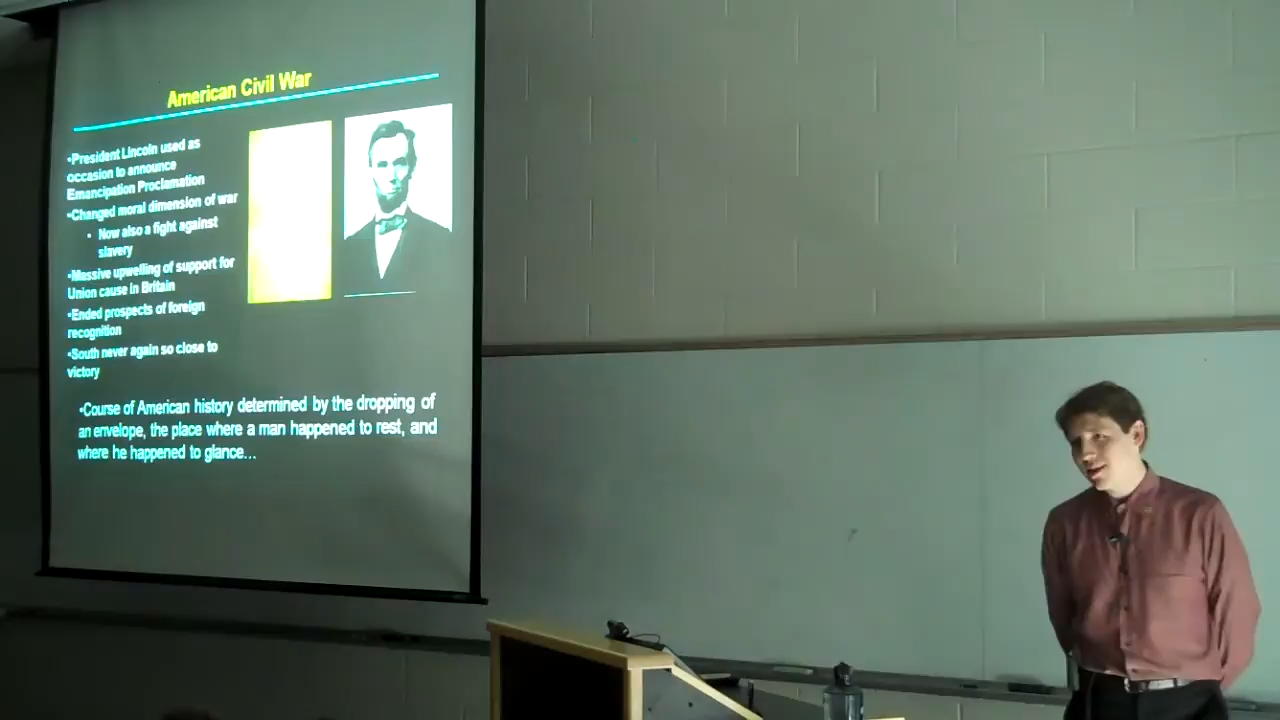 American Civil War
•President Lincoln used as
occasion to announce
Emancipation Proclamation
•Changed moral dimension of war
• Now also a fight against
slavery
•Massive upwelling of support for
Union cause in Britain
•Ended prospects of foreign
recognition
•South never again so close to
victory
•Course of American history determined by the dropping of
an envelope, the place where a man happened to rest, and
where he happened to glance…